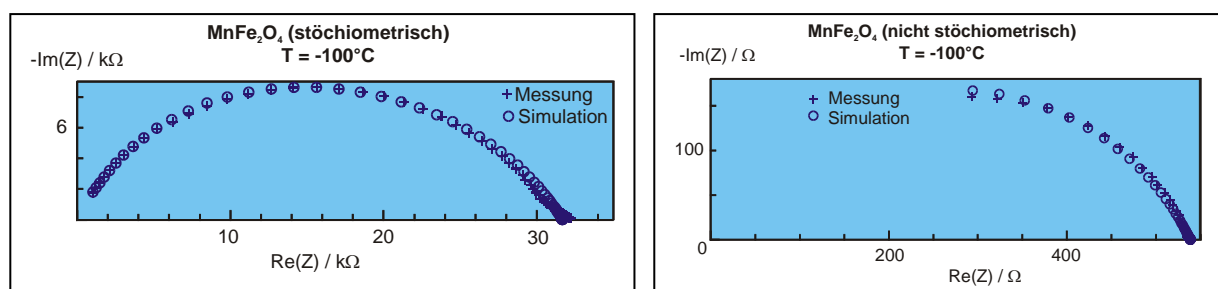 MnFe₂O₄ (stöchiometrisch)
T = -100°C
-Im(Z) / kΩ
+ Messung
○ Simulation
6
10 20 30
Re(Z) / kΩ
MnFe₂O₄ (nicht stöchiometrisch)
T = -100°C
-Im(Z) / Ω
+ Messung
○ Simulation
100
0 200 400
Re(Z) / Ω